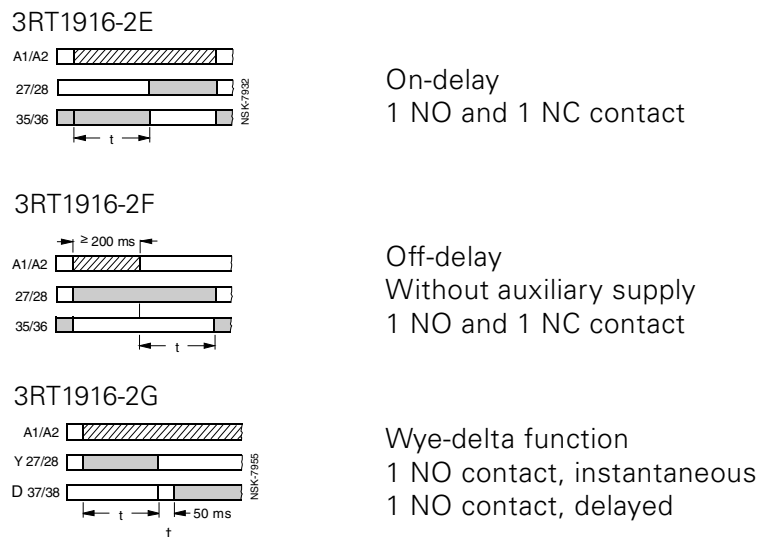 3RT1916-2E
A1/A2
27/28
35/36
t
NSK-7932
On-delay
1 NO and 1 NC contact
3RT1916-2F
≥ 200 ms
A1/A2
27/28
35/36
t
Off-delay
Without auxiliary supply
1 NO and 1 NC contact
3RT1916-2G
A1/A2
Y 27/28
D 37/38
t
50 ms
t
NSK-7955
Wye-delta function
1 NO contact, instantaneous
1 NO contact, delayed